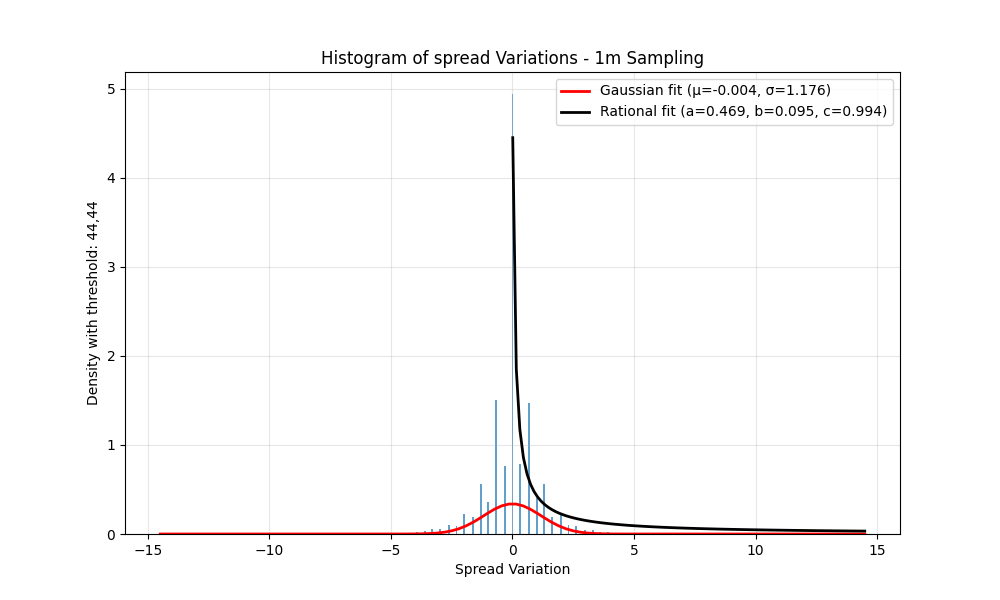 Histogram of spread Variations - 1m Sampling
Gaussian fit (μ=-0.004, σ=1.176)
Rational fit (a=0.469, b=0.095, c=0.994)
Density with threshold: 44,44
5
4
3
2
1
0
−15
−10
−5
0
5
10
15
Spread Variation